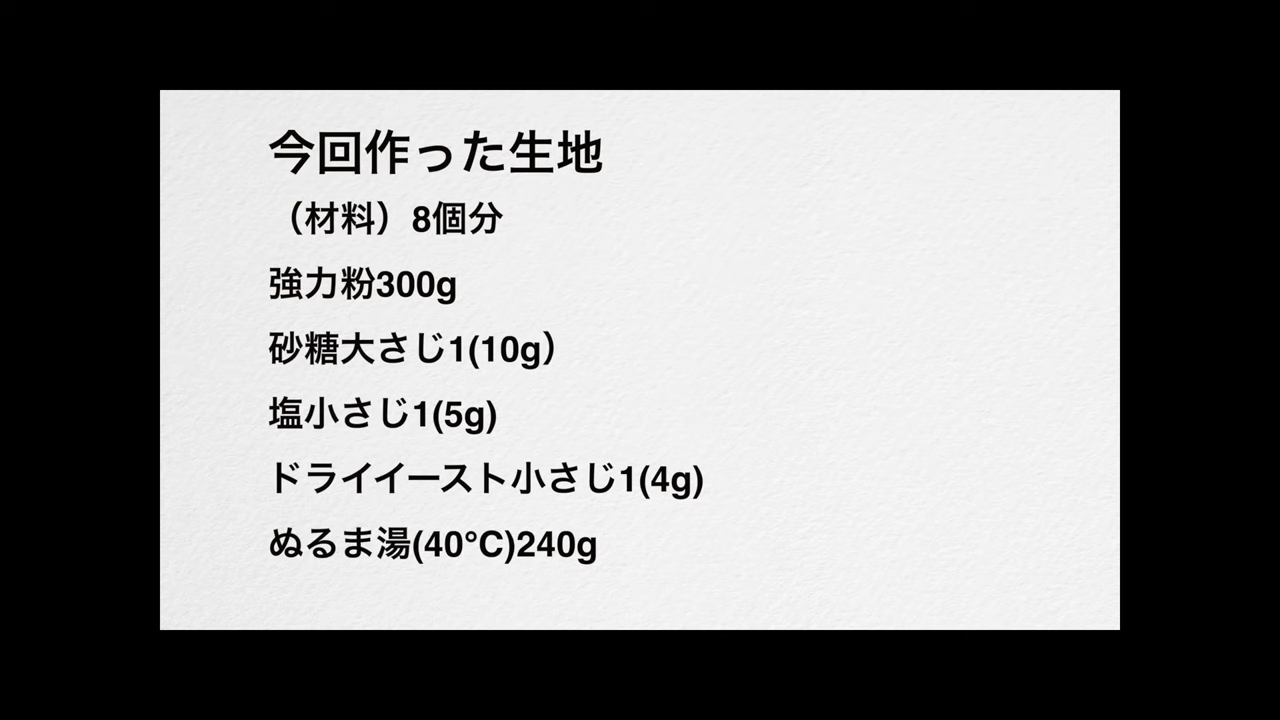 今回作った生地
（材料）8個分
強力粉300g
砂糖大さじ1(10g）
塩小さじ1(5g)
ドライイースト小さじ1(4g)
ぬるま湯(40°C)240g